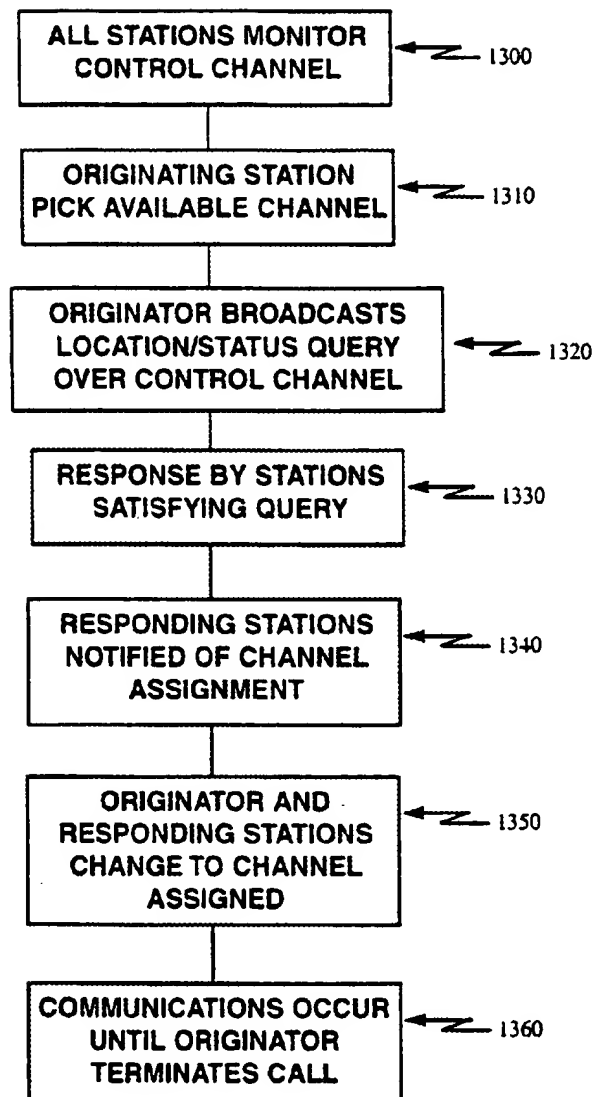 ALL STATIONS MONITOR
CONTROL CHANNEL
1300
ORIGINATING STATION
PICK AVAILABLE CHANNEL
1310
ORIGINATOR BROADCASTS
LOCATION/STATUS QUERY
OVER CONTROL CHANNEL
1320
RESPONSE BY STATIONS
SATISFYING QUERY
1330
RESPONDING STATIONS
NOTIFIED OF CHANNEL
ASSIGNMENT
1340
ORIGINATOR AND
RESPONDING STATIONS
CHANGE TO CHANNEL
ASSIGNED
1350
COMMUNICATIONS OCCUR
UNTIL ORIGINATOR
TERMINATES CALL
1360